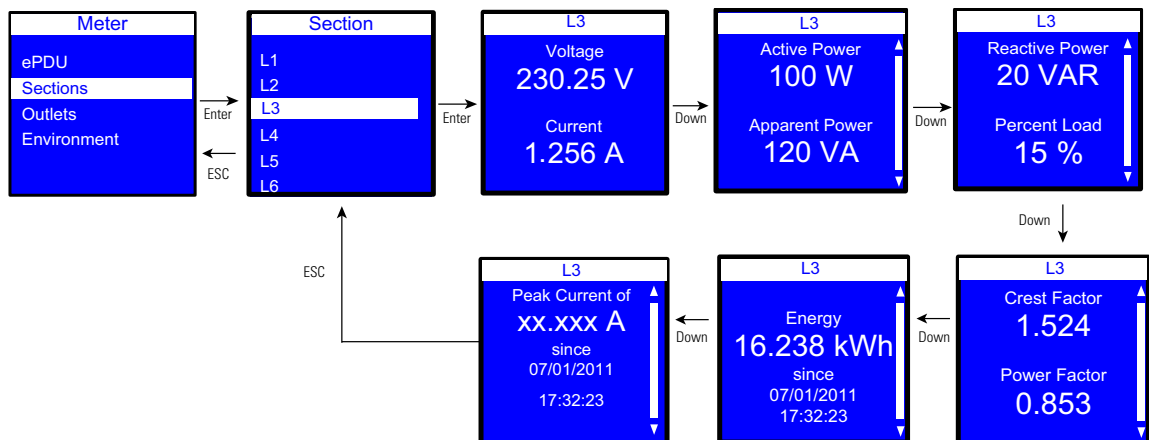 Meter
ePDU
Sections
Outlets
Environment
Enter
ESC
Section
L1
L2
L3
L4
L5
L6
Enter
L3
Voltage
230.25 V
Current
1.256 A
Down
L3
Active Power
100 W
Apparent Power
120 VA
Down
L3
Reactive Power
20 VAR
Percent Load
15 %
Down
L3
Crest Factor
1.524
Power Factor
0.853
Down
L3
Energy
16.238 kWh
since
07/01/2011
17:32:23
Down
L3
Peak Current of
xx.xxx A
since
07/01/2011
17:32:23
ESC